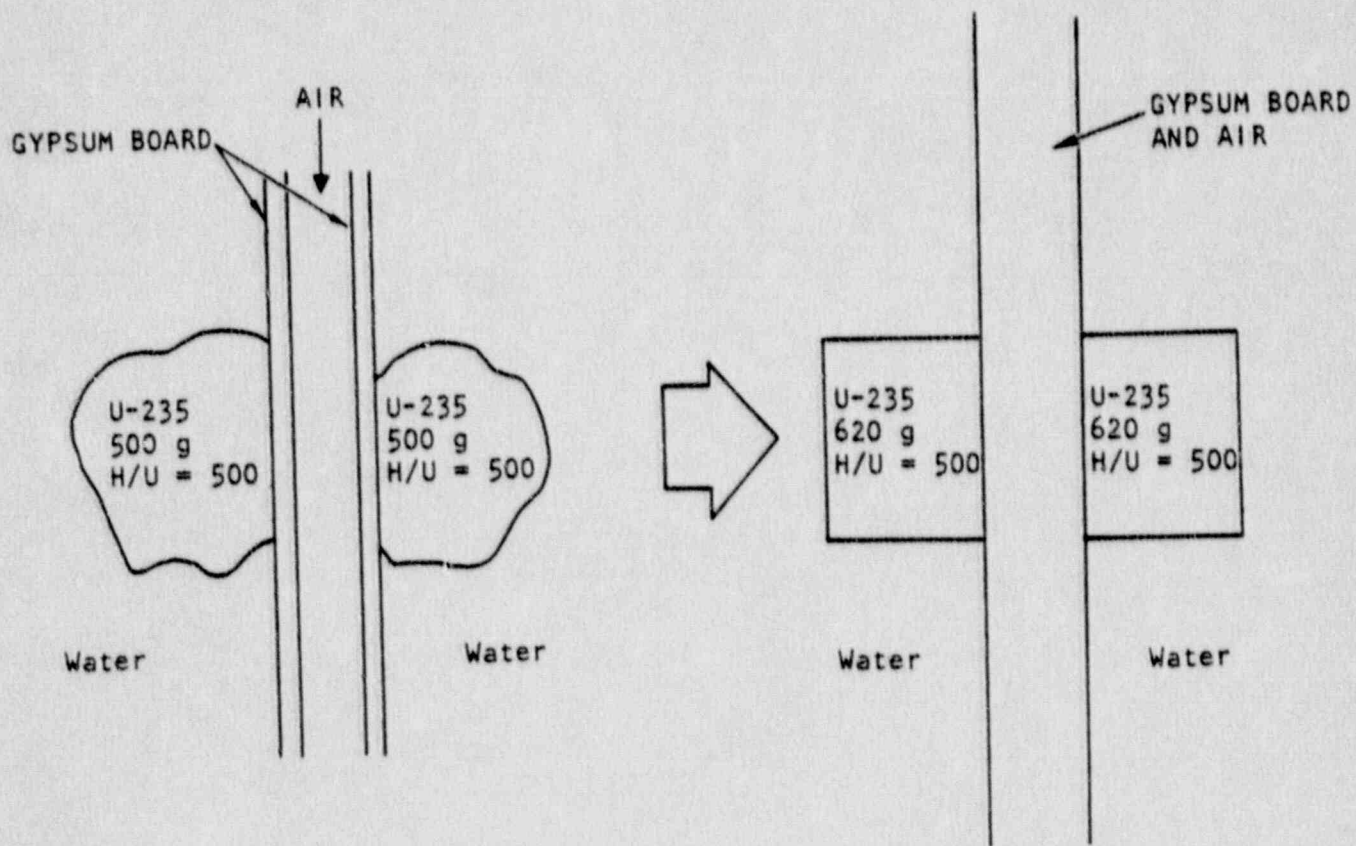 AIR
GYPSUM BOARD
U-235
500 g
H/U = 500
U-235
500 g
H/U = 500
Water
Water
GYPSUM BOARD
AND AIR
U-235
620 g
H/U = 500
U-235
620 g
H/U = 500
Water
Water